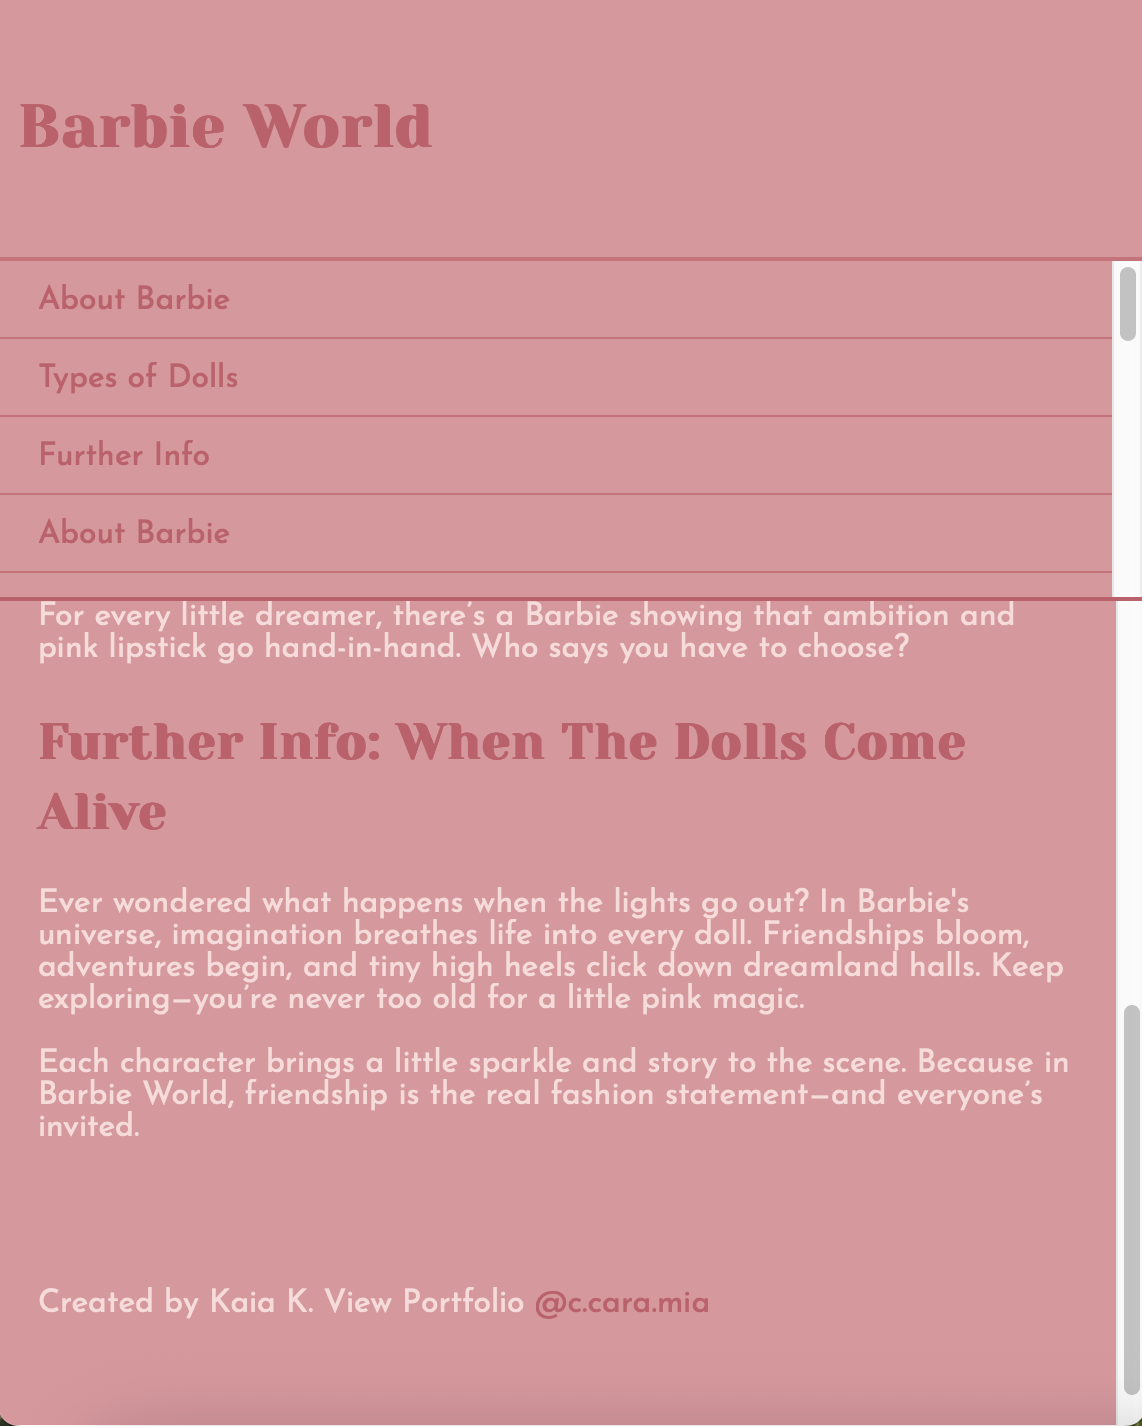 Barbie World
About Barbie
Types of Dolls
Further Info
About Barbie
For every little dreamer, there’s a Barbie showing that ambition and
pink lipstick go hand-in-hand. Who says you have to choose?
Further Info: When The Dolls Come
Alive
Ever wondered what happens when the lights go out? In Barbie's
universe, imagination breathes life into every doll. Friendships bloom,
adventures begin, and tiny high heels click down dreamland halls. Keep
exploring—you’re never too old for a little pink magic.
Each character brings a little sparkle and story to the scene. Because in
Barbie World, friendship is the real fashion statement—and everyone’s
invited.
Created by Kaia K. View Portfolio @c.cara.mia